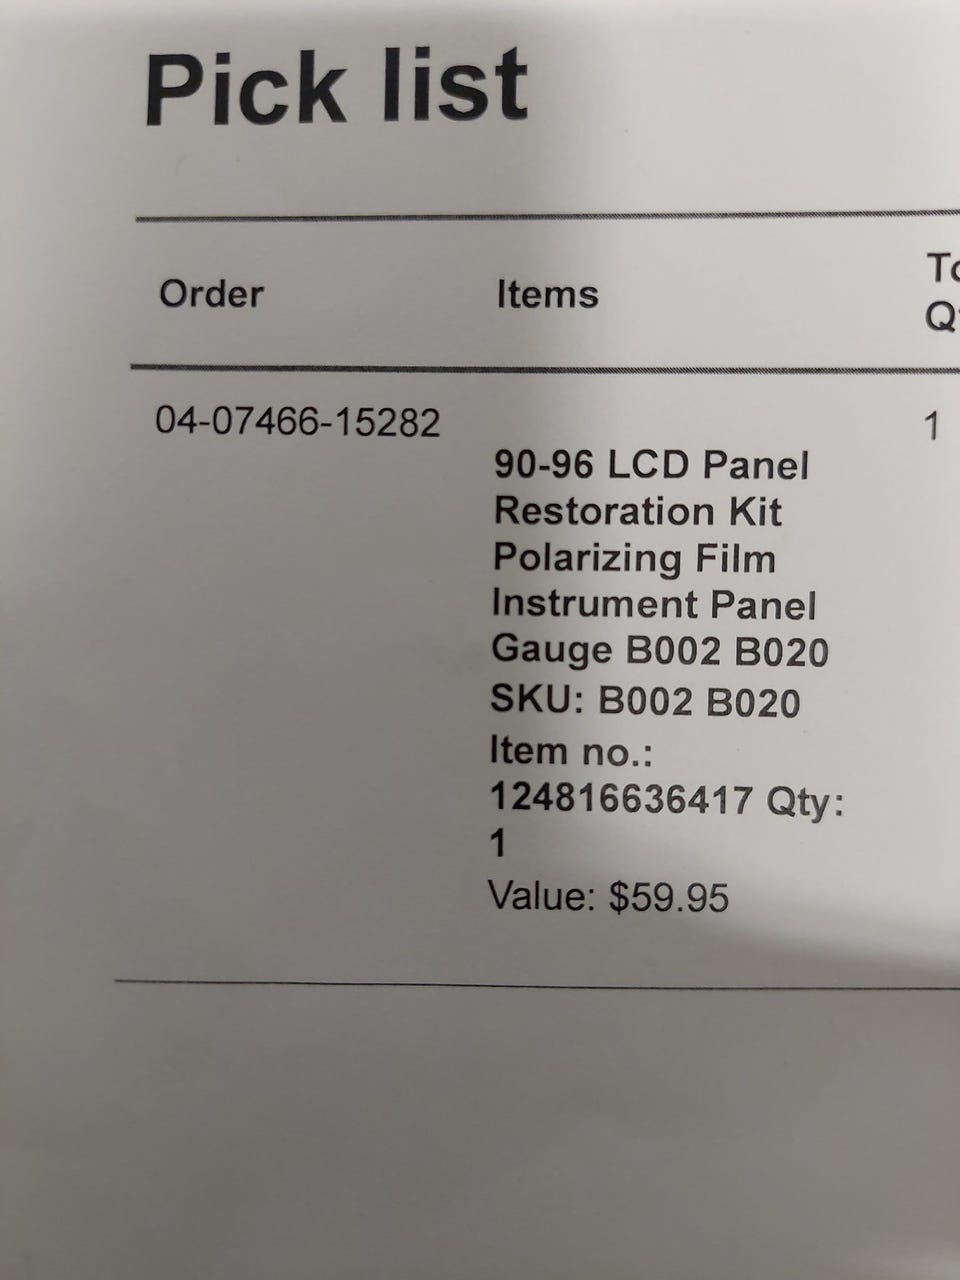 Pick list
Order Items To
Qt
04-07466-15282 1
90-96 LCD Panel
Restoration Kit
Polarizing Film
Instrument Panel
Gauge B002 B020
SKU: B002 B020
Item no.:
124816636417 Qty:
1
Value: $59.95